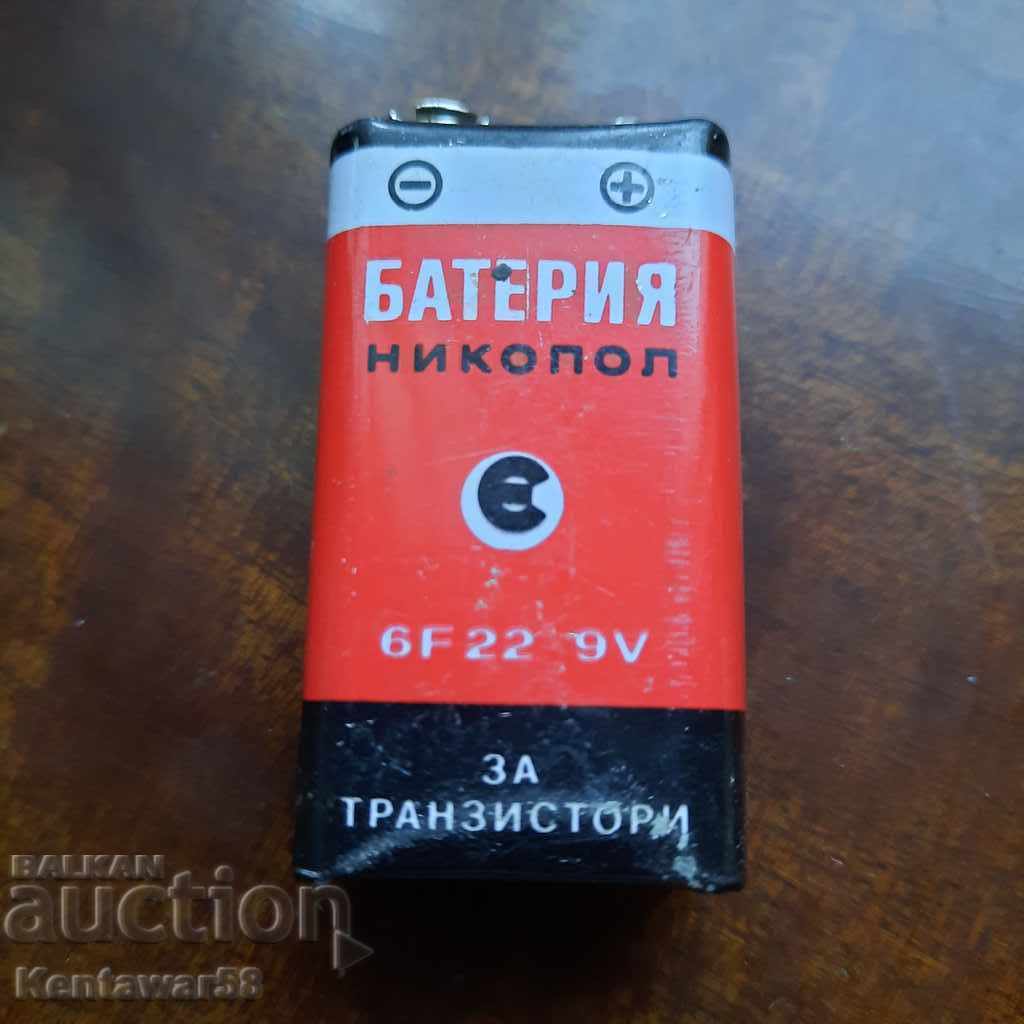 БАТЕРИЯ
НИКОПОЛ
6F22 9V
ЗА
ТРАНЗИСТОРИ
BALKAN
auction
Kentawar58